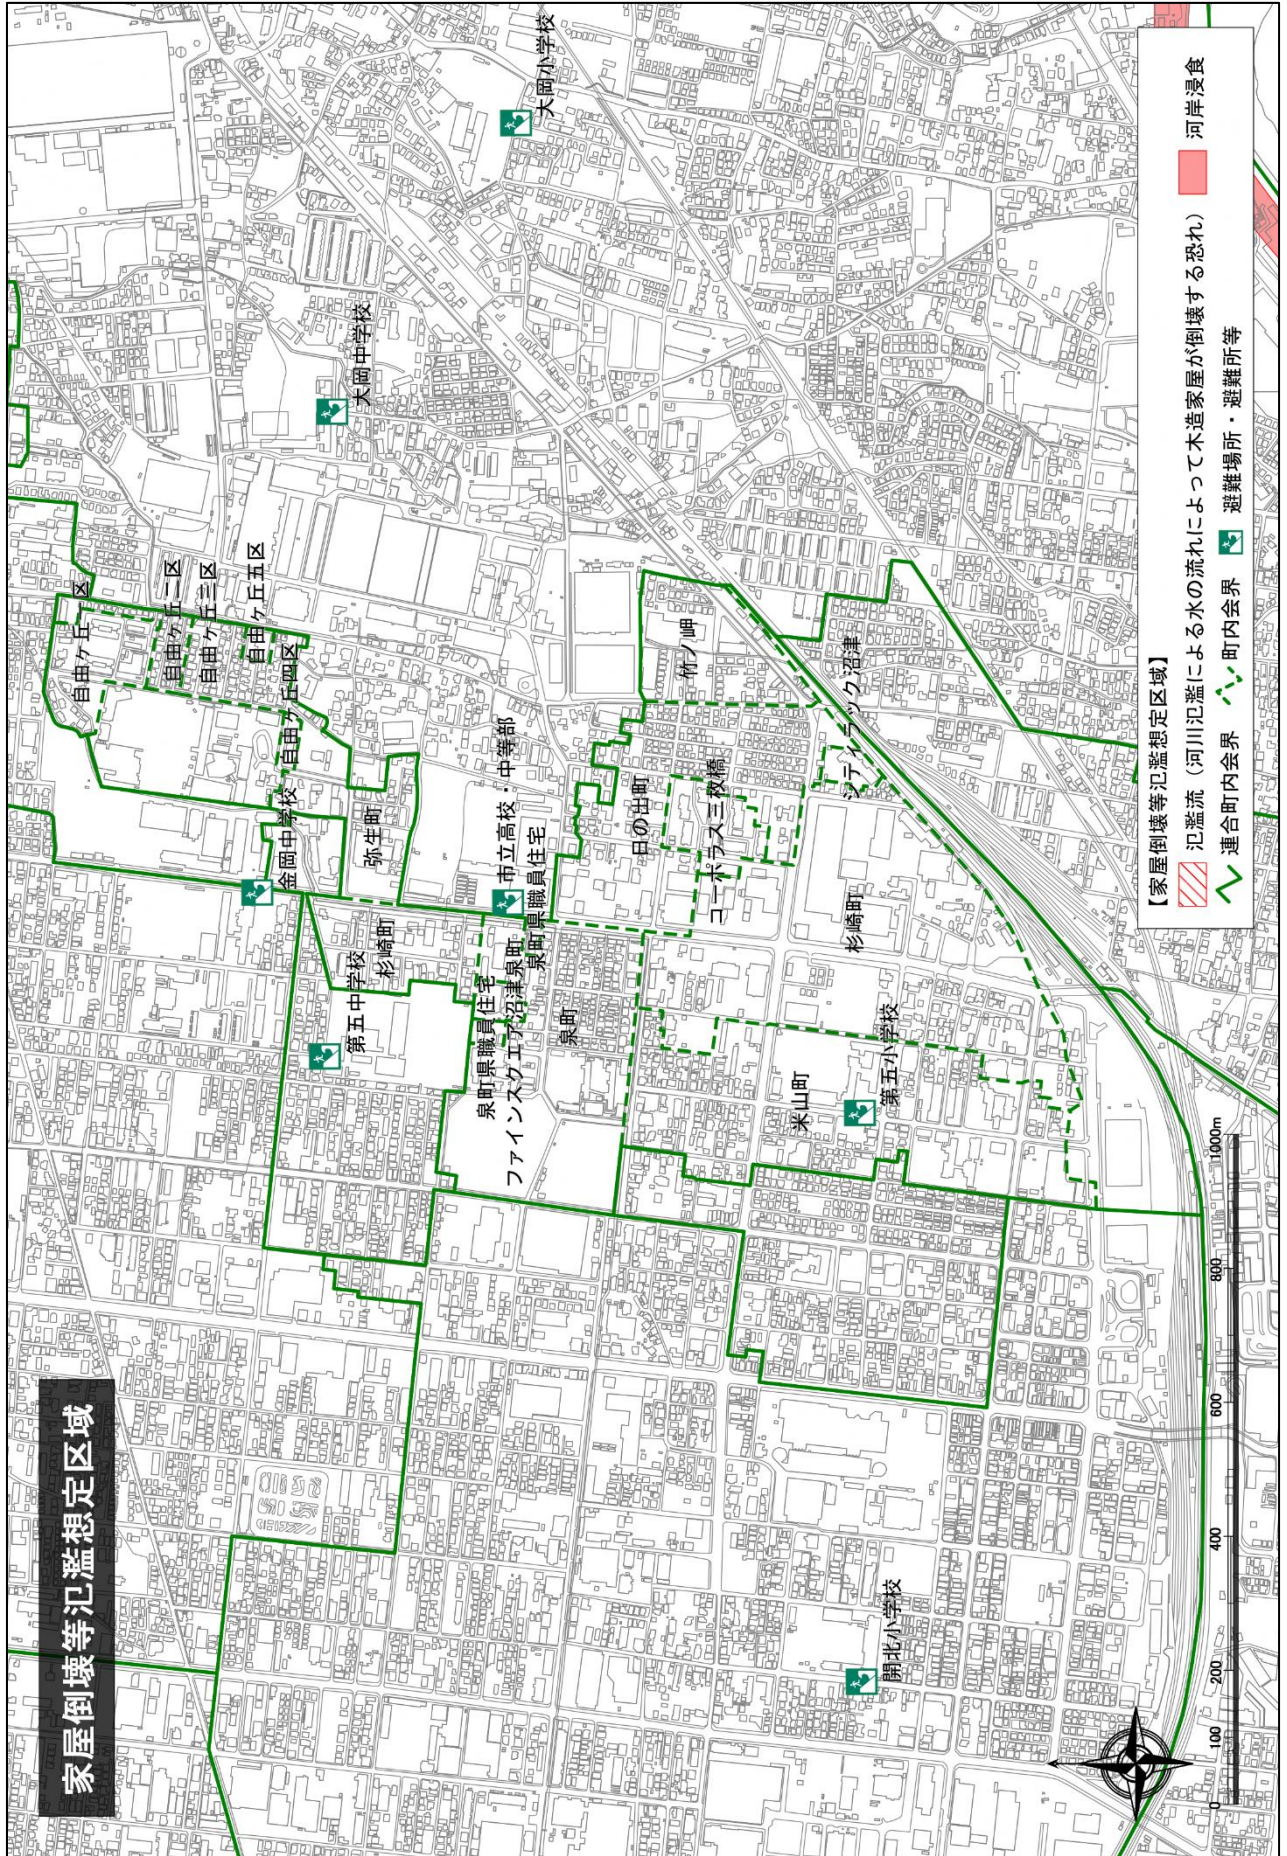 家屋倒壊等氾濫想定区域
大岡小学校
大岡中学校
自由ヶ丘一区
自由ヶ丘二区
自由ヶ丘三区
自由ヶ丘五区
自由ヶ丘四区
金岡中学校
弥生町
市立高校・中等部
泉町県職員住宅
杉崎町
第五中学校
泉町県職員住宅
ファインスクエア沼津泉町
泉町
日の出町
竹ノ岬
コーポラス三枚橋
シティラック沼津
杉崎町
米山町
第五小学校
開北小学校
【家屋倒壊等氾濫想定区域】
氾濫流（河川氾濫による水の流れによって木造家屋が倒壊する恐れ）
河岸浸食
連合町内会界
町内会界
避難場所・避難所等
0 100 200 400 600 800 1000m